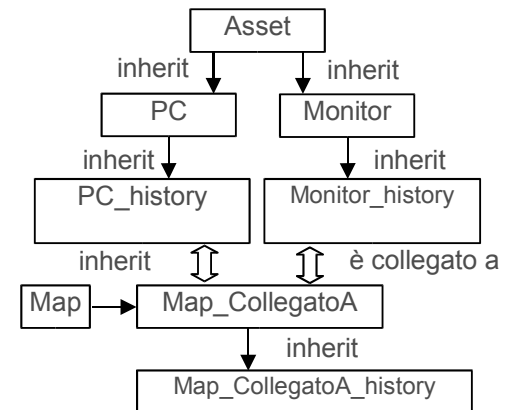 Asset
inherit
inherit
PC
Monitor
inherit
inherit
PC_history
Monitor_history
inherit
è collegato a
Map
Map_CollegatoA
inherit
Map_CollegatoA_history